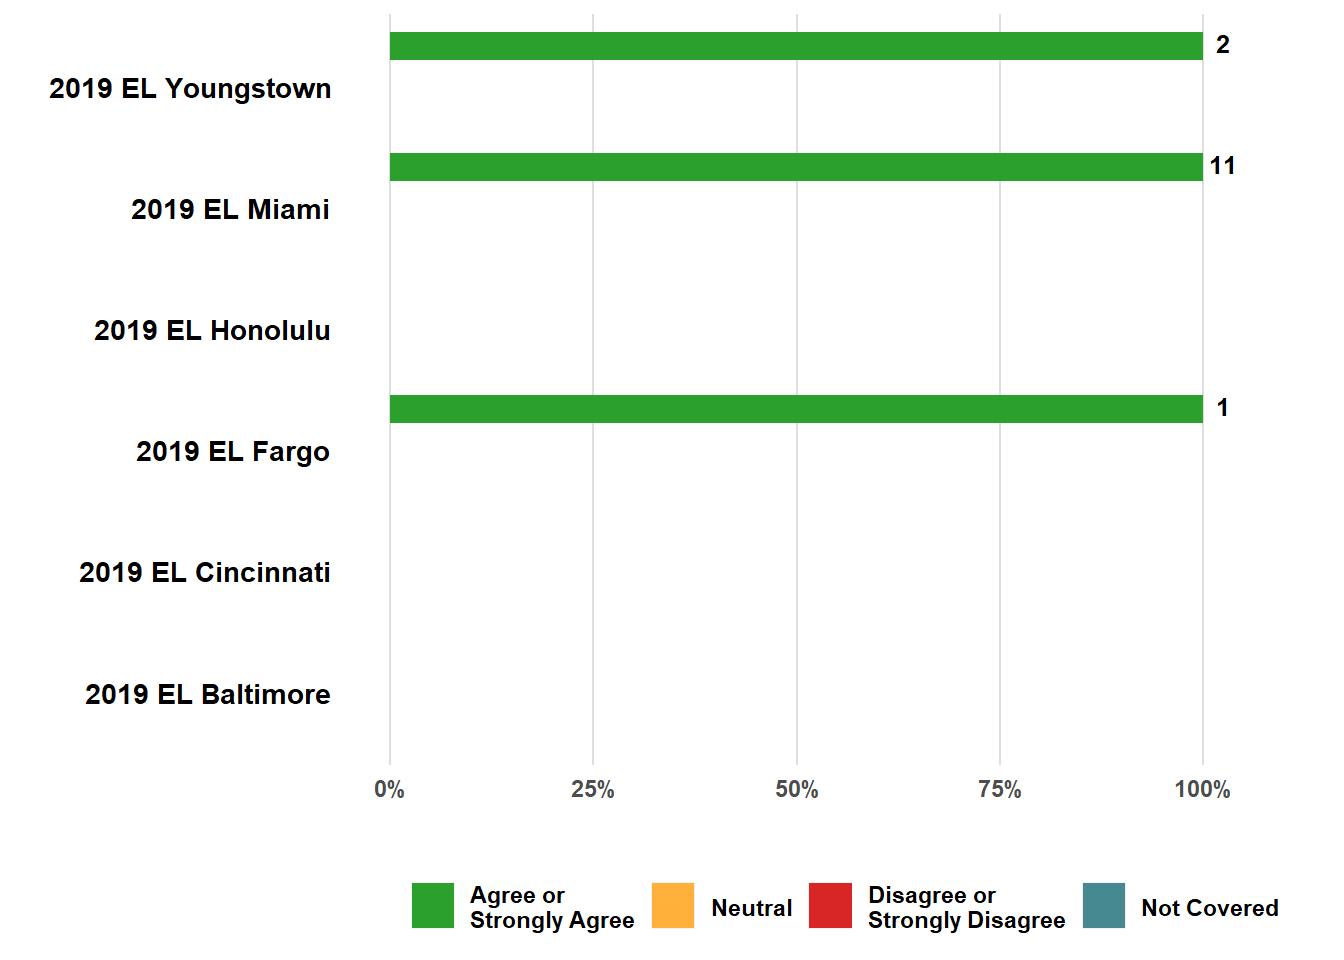 2
2019 EL Youngstown
11
2019 EL Miami
2019 EL Honolulu
1
2019 EL Fargo
2019 EL Cincinnati
2019 EL Baltimore
0% 25% 50% 75% 100%
Agree or
Strongly Agree
Neutral
Disagree or
Strongly Disagree
Not Covered